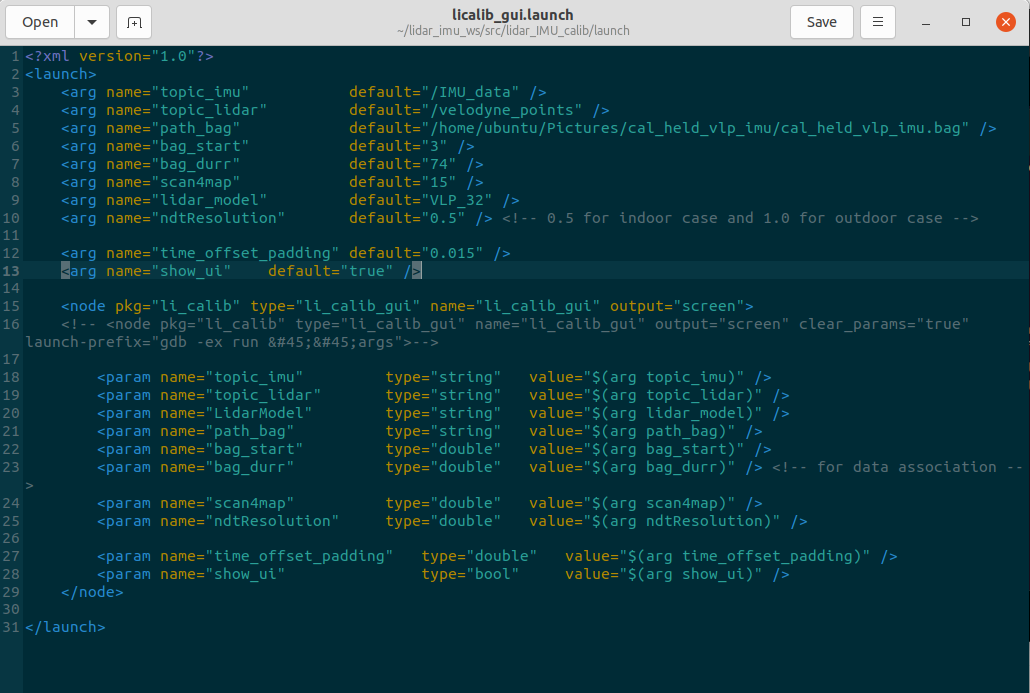 Open
licalib_gui.launch
~/lidar_imu_ws/src/lidar_IMU_calib/launch
Save
1 <?xml version="1.0"?>
2 <launch>
3     <arg name="topic_imu"           default="/IMU_data" />
4     <arg name="topic_lidar"         default="/velodyne_points" />
5     <arg name="path_bag"            default="/home/ubuntu/Pictures/cal_held_vlp_imu/cal_held_vlp_imu.bag" />
6     <arg name="bag_start"           default="3" />
7     <arg name="bag_durr"            default="74" />
8     <arg name="scan4map"            default="15" />
9     <arg name="lidar_model"         default="VLP_32" />
10     <arg name="ndtResolution"       default="0.5" /> <!-- 0.5 for indoor case and 1.0 for outdoor case -->
11
12     <arg name="time_offset_padding" default="0.015" />
13     <arg name="show_ui"    default="true" />
14
15     <node pkg="li_calib" type="li_calib_gui" name="li_calib_gui" output="screen">
16     <!-- <node pkg="li_calib" type="li_calib_gui" name="li_calib_gui" output="screen" clear_params="true"
launch-prefix="gdb -ex run &#45;&#45;args">-->
17
18         <param name="topic_imu"         type="string"   value="$(arg topic_imu)" />
19         <param name="topic_lidar"       type="string"   value="$(arg topic_lidar)" />
20         <param name="LidarModel"        type="string"   value="$(arg lidar_model)" />
21         <param name="path_bag"          type="string"   value="$(arg path_bag)" />
22         <param name="bag_start"         type="double"   value="$(arg bag_start)" />
23         <param name="bag_durr"          type="double"   value="$(arg bag_durr)" /> <!-- for data association --
>
24         <param name="scan4map"          type="double"   value="$(arg scan4map)" />
25         <param name="ndtResolution"     type="double"   value="$(arg ndtResolution)" />
26
27         <param name="time_offset_padding"   type="double"   value="$(arg time_offset_padding)" />
28         <param name="show_ui"               type="bool"     value="$(arg show_ui)" />
29     </node>
30
31 </launch>